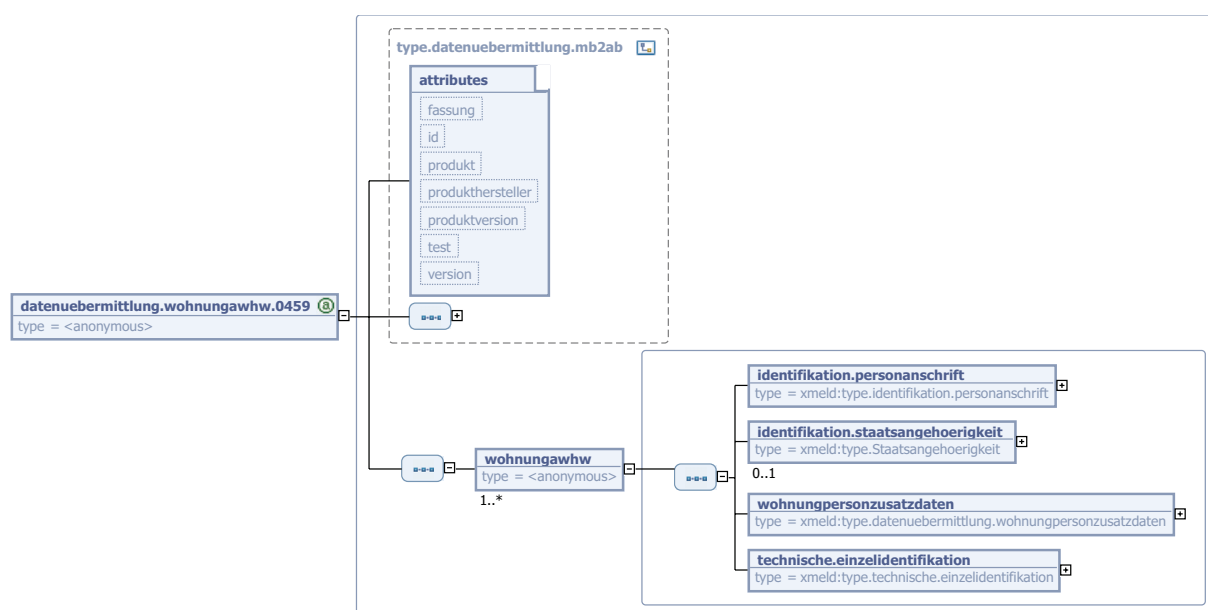 type.datenuebermittlung.mb2ab
attributes
fassung
id
produkt
produkthersteller
produktversion
test
version
datenuebermittlung.wohnungawhw.0459 a
type = <anonymous>
wohnungawhw
type = <anonymous>
1..*
identifikation.personanschrift
type = xmeld:type.identifikation.personanschrift
identifikation.staatsangehoerigkeit
type = xmeld:type.Staatsangehoerigkeit
0..1
wohnungpersonzusatzdaten
type = xmeld:type.datenuebermittlung.wohnungpersonzusatzdaten
technische.einzelidentifikation
type = xmeld:type.technische.einzelidentifikation